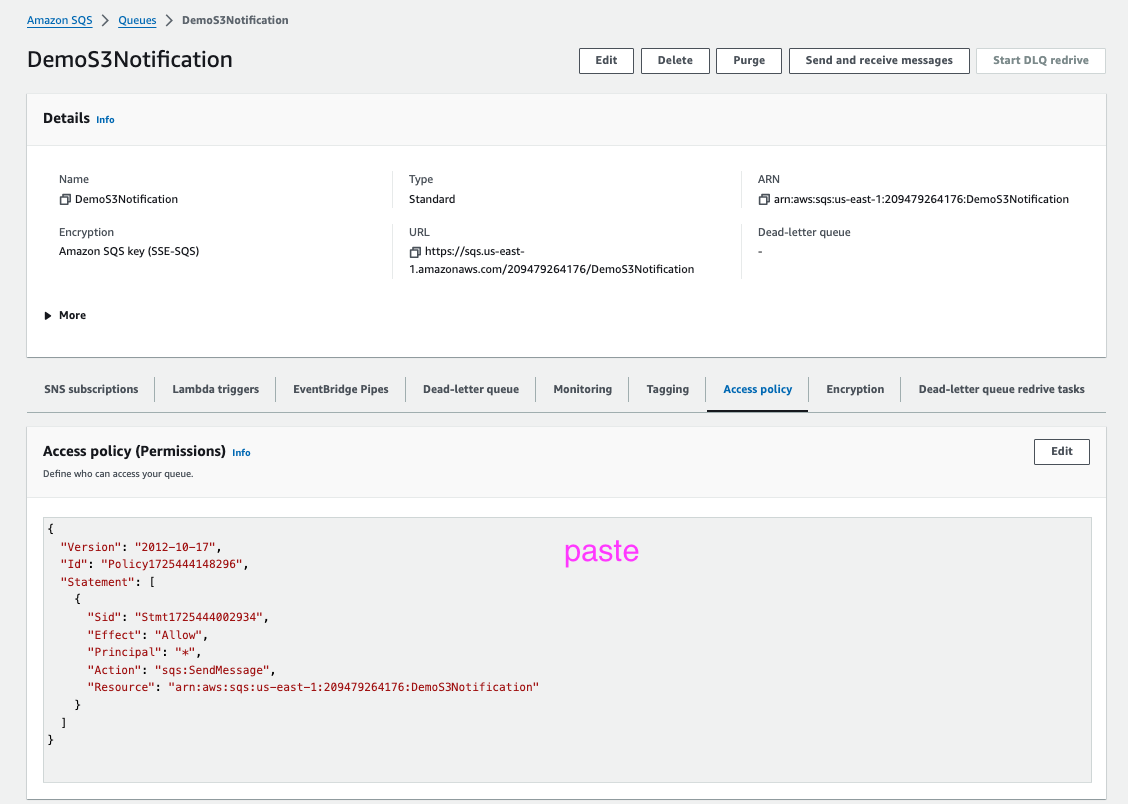 Amazon SQS > Queues > DemoS3Notification
DemoS3Notification
Edit Delete Purge Send and receive messages Start DLQ redrive
Details Info
Name
DemoS3Notification
Type
Standard
ARN
arn:aws:sqs:us-east-1:209479264176:DemoS3Notification
Encryption
Amazon SQS key (SSE-SQS)
URL
https://sqs.us-east-
1.amazonaws.com/209479264176/DemoS3Notification
Dead-letter queue
-
More
SNS subscriptions Lambda triggers EventBridge Pipes Dead-letter queue Monitoring Tagging Access policy Encryption Dead-letter queue redrive tasks
Access policy (Permissions) Info
Edit
Define who can access your queue.
{
  "Version": "2012-10-17",
paste
  "Id": "Policy1725444148296",
  "Statement": [
    {
      "Sid": "Stmt1725444002934",
      "Effect": "Allow",
      "Principal": "*",
      "Action": "sqs:SendMessage",
      "Resource": "arn:aws:sqs:us-east-1:209479264176:DemoS3Notification"
    }
  ]
}